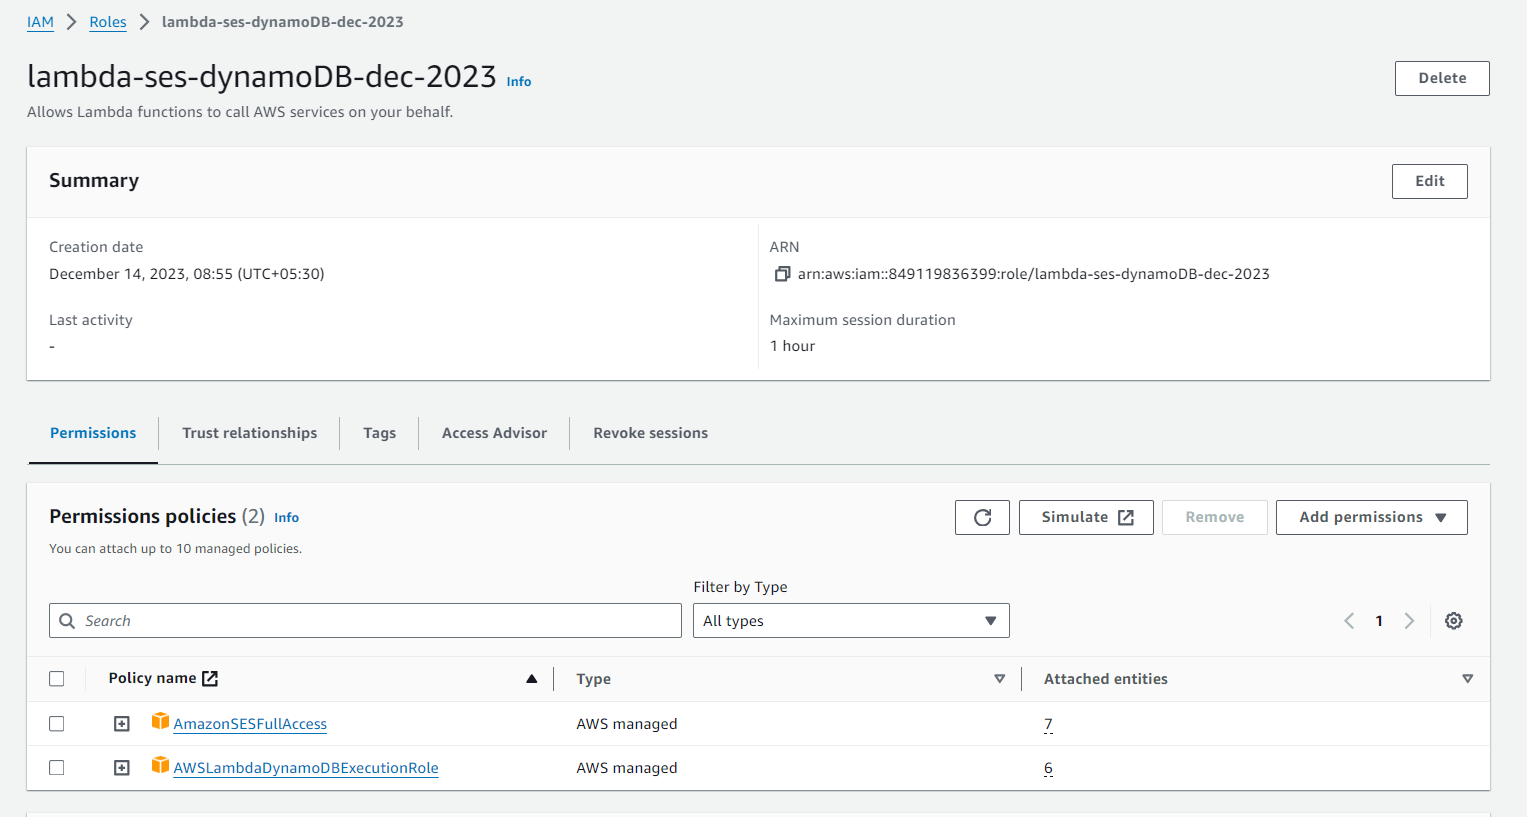 IAM > Roles > lambda-ses-dynamoDB-dec-2023
lambda-ses-dynamoDB-dec-2023 Info
Delete
Allows Lambda functions to call AWS services on your behalf.
Summary
Edit
Creation date
December 14, 2023, 08:55 (UTC+05:30)
ARN
arn:aws:iam::849119836399:role/lambda-ses-dynamoDB-dec-2023
Last activity
-
Maximum session duration
1 hour
Permissions
Trust relationships
Tags
Access Advisor
Revoke sessions
Permissions policies (2) Info
Simulate
Remove
Add permissions
You can attach up to 10 managed policies.
Filter by Type
Search
All types
1
Policy name
Type
Attached entities
AmazonSESFullAccess
AWS managed
7
AWSLambdaDynamoDBExecutionRole
AWS managed
6